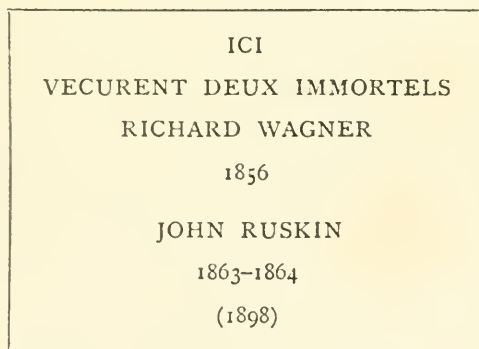 ICI
VECURENT DEUX IMMORTELS
RICHARD WAGNER
1856
JOHN RUSKIN
1863–1864
(1898)